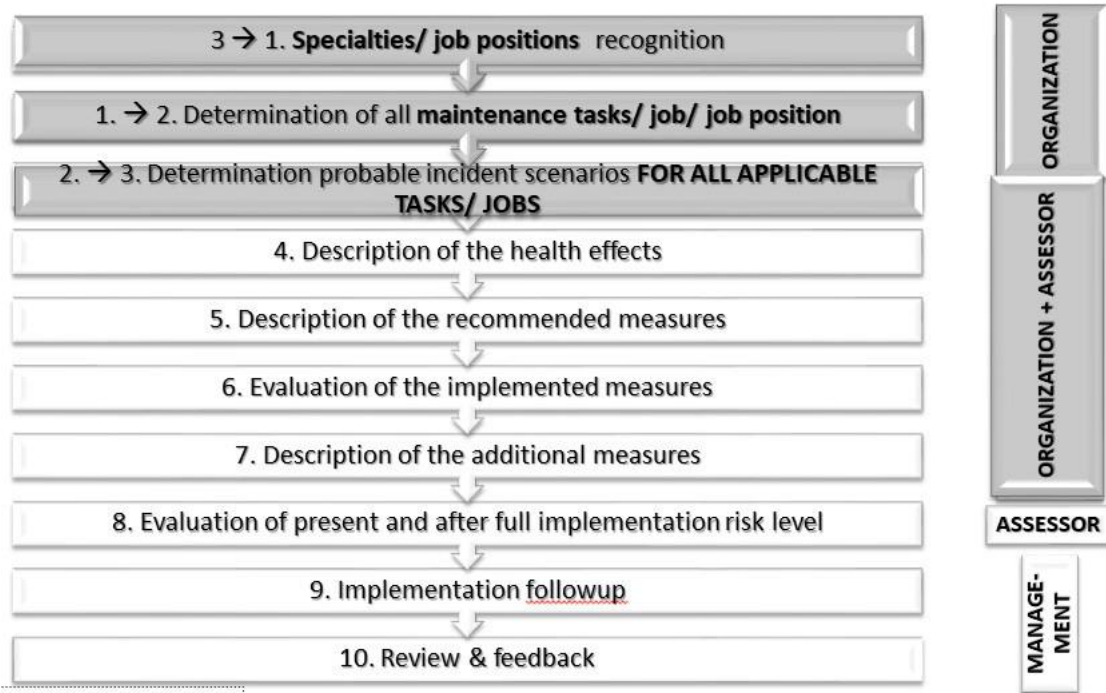 3 → 1. Specialties/ job positions recognition
1. → 2. Determination of all maintenance tasks/ job/ job position
2. → 3. Determination probable incident scenarios FOR ALL APPLICABLE
TASKS/ JOBS
4. Description of the health effects
5. Description of the recommended measures
6. Evaluation of the implemented measures
7. Description of the additional measures
8. Evaluation of present and after full implementation risk level
9. Implementation followup
10. Review & feedback
ORGANIZATION
ORGANIZATION + ASSESSOR
ASSESSOR
MANAGE-
MENT